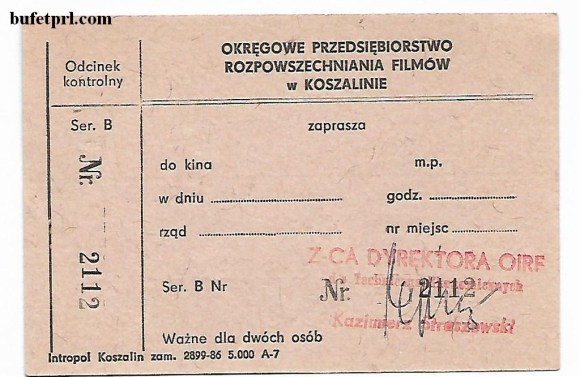 bufetprl.com
Odcinek
kontrolny
Ser. B
Nr. 2112
OKRĘGOWE PRZEDSIĘBIORSTWO
ROZPOWSZECHNIANIA FILMÓW
w KOSZALINIE
zaprasza
do kina m.p.
w dniu godz.
rząd nr miejsc
Z-CA DYREKTORA OIRF
Ser. B Nr Nr. 2112
Kazimierz
Ważne dla dwóch osób
Intropol Koszalin zam. 2899-86 5.000 A-7